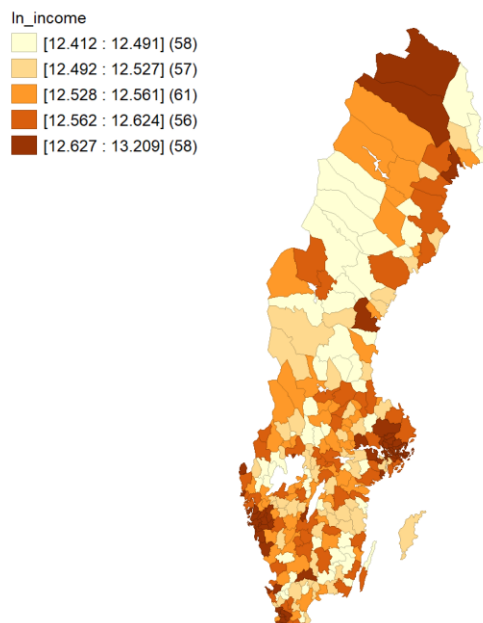 ln_income
[12.412 : 12.491] (58)
[12.492 : 12.527] (57)
[12.528 : 12.561] (61)
[12.562 : 12.624] (56)
[12.627 : 13.209] (58)